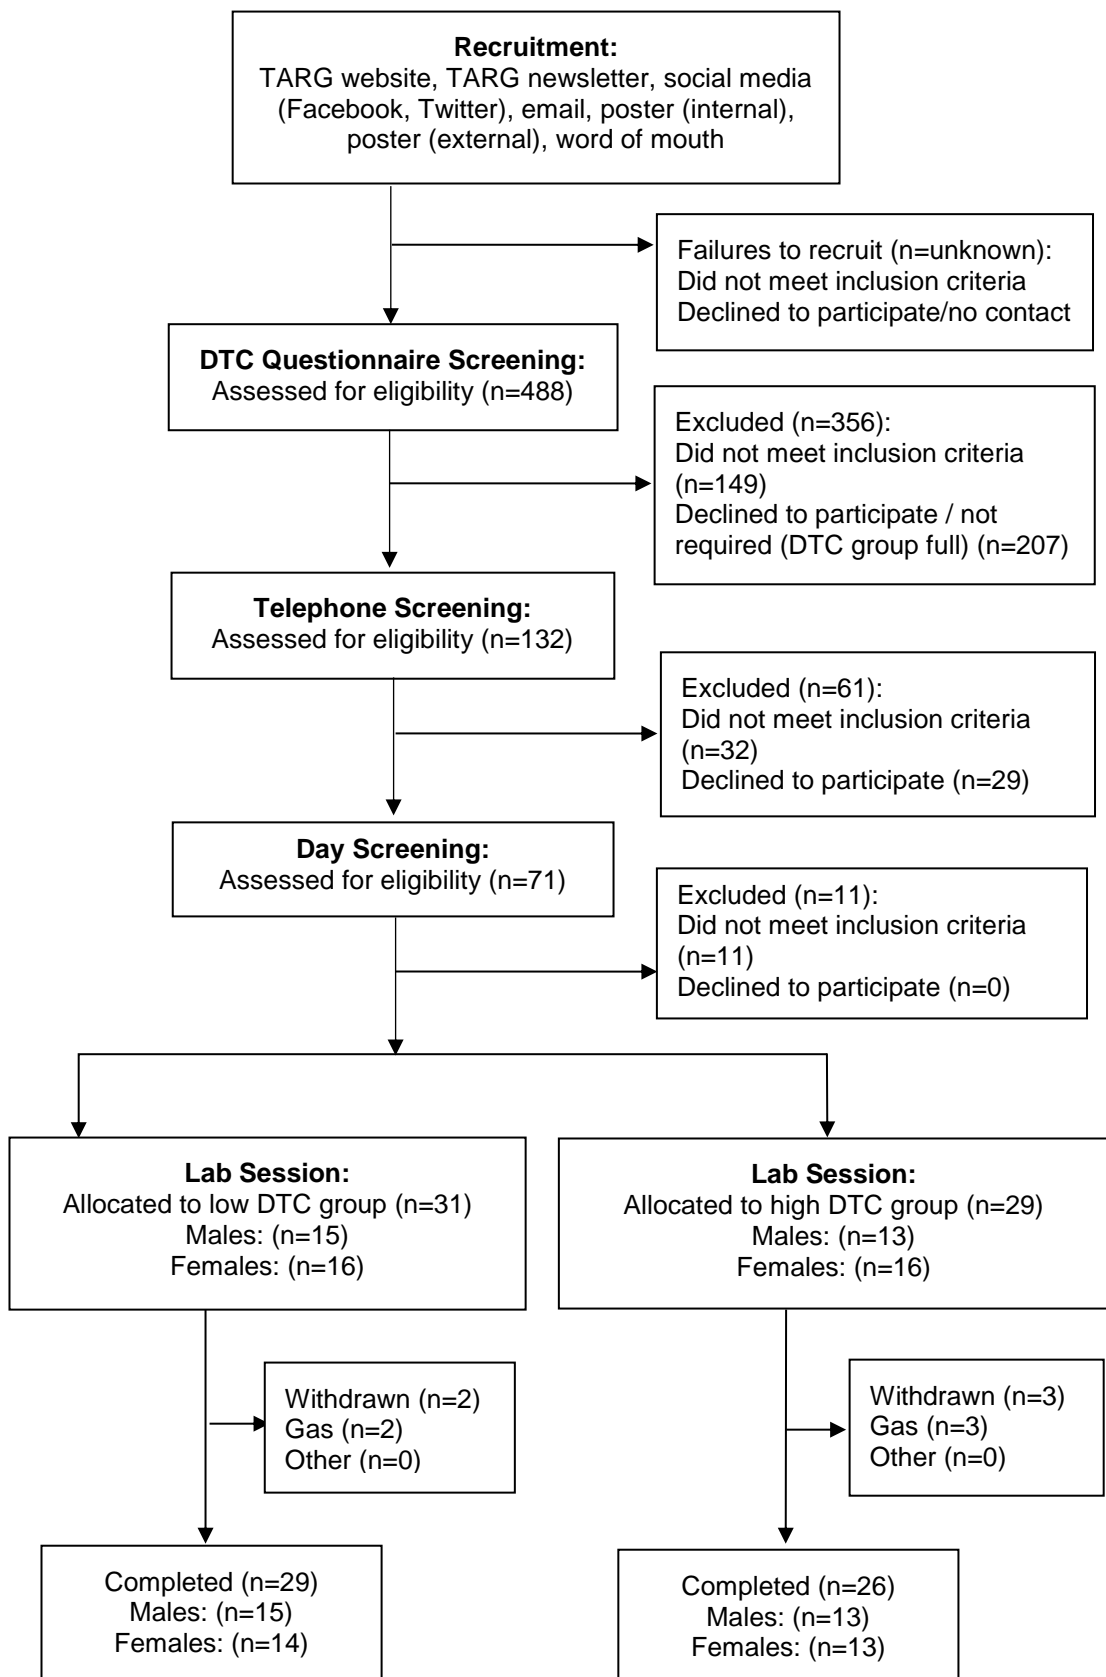 Recruitment:
TARG website, TARG newsletter, social media
(Facebook, Twitter), email, poster (internal),
poster (external), word of mouth
Failures to recruit (n=unknown):
Did not meet inclusion criteria
Declined to participate/no contact
DTC Questionnaire Screening:
Assessed for eligibility (n=488)
Excluded (n=356):
Did not meet inclusion criteria
(n=149)
Declined to participate / not
required (DTC group full) (n=207)
Telephone Screening:
Assessed for eligibility (n=132)
Excluded (n=61):
Did not meet inclusion criteria
(n=32)
Declined to participate (n=29)
Day Screening:
Assessed for eligibility (n=71)
Excluded (n=11):
Did not meet inclusion criteria
(n=11)
Declined to participate (n=0)
Lab Session:
Allocated to low DTC group (n=31)
Males: (n=15)
Females: (n=16)
Lab Session:
Allocated to high DTC group (n=29)
Males: (n=13)
Females: (n=16)
Withdrawn (n=2)
Gas (n=2)
Other (n=0)
Withdrawn (n=3)
Gas (n=3)
Other (n=0)
Completed (n=29)
Males: (n=15)
Females: (n=14)
Completed (n=26)
Males: (n=13)
Females: (n=13)